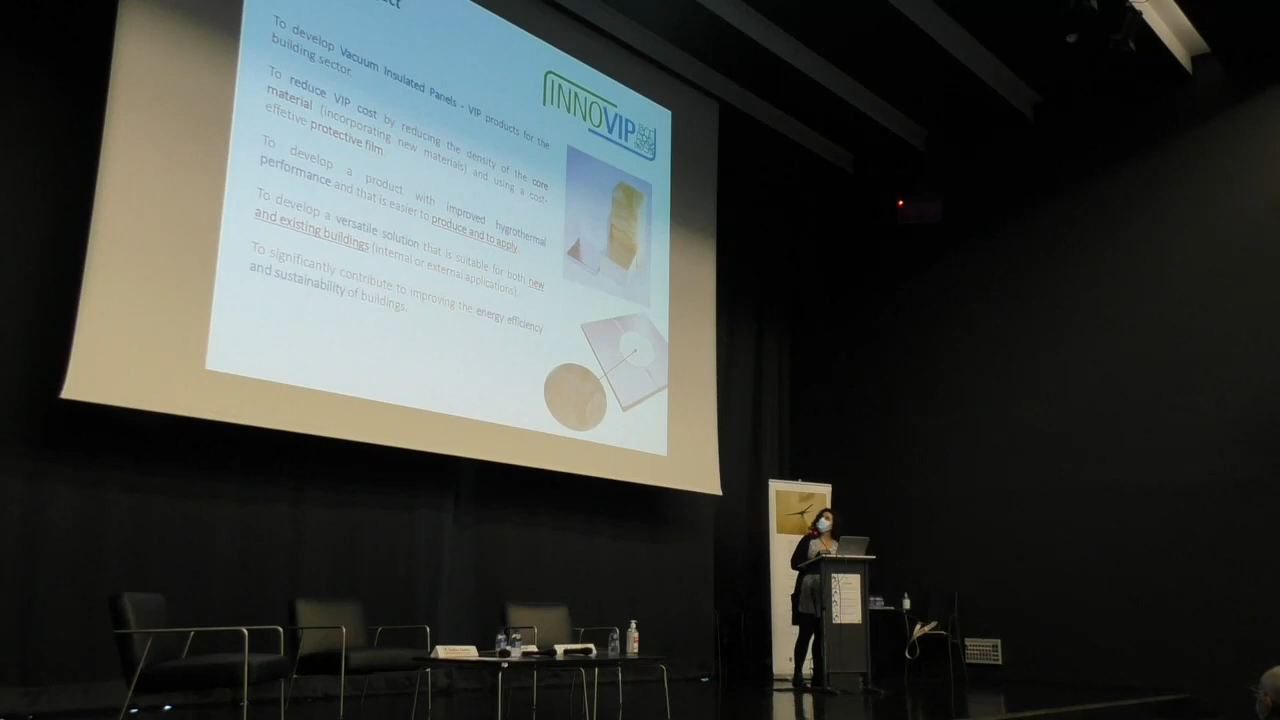 To develop Vacuum Insulated Panels - VIP products for the
building sector.
To reduce VIP cost by reducing the density of the core
material (incorporating new materials) and using a cost-
effetive protective film.
To develop a product with improved hygrothermal
performance and that is easier to produce and to apply.
To develop a versatile solution that is suitable for both new
and existing buildings (internal or external applications).
To significantly contribute to improving the energy efficiency
and sustainability of buildings.
INNOVIP